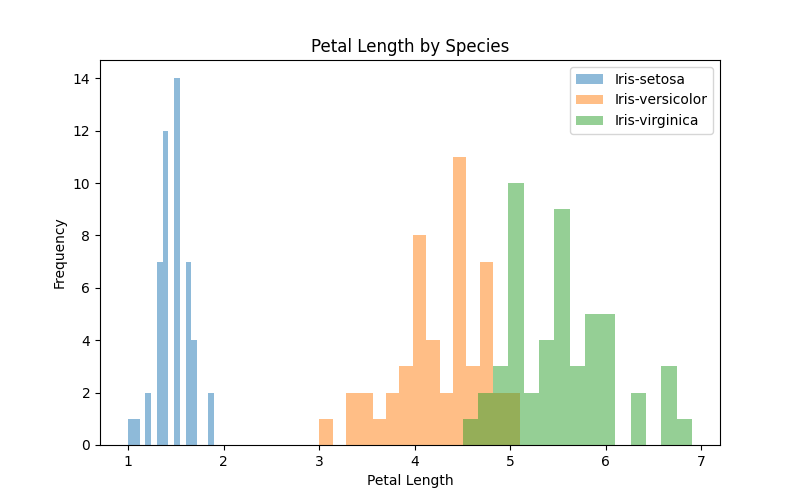 Petal Length by Species
Iris-setosa
Iris-versicolor
Iris-virginica
Frequency
14
12
10
8
6
4
2
0
1 2 3 4 5 6 7
Petal Length